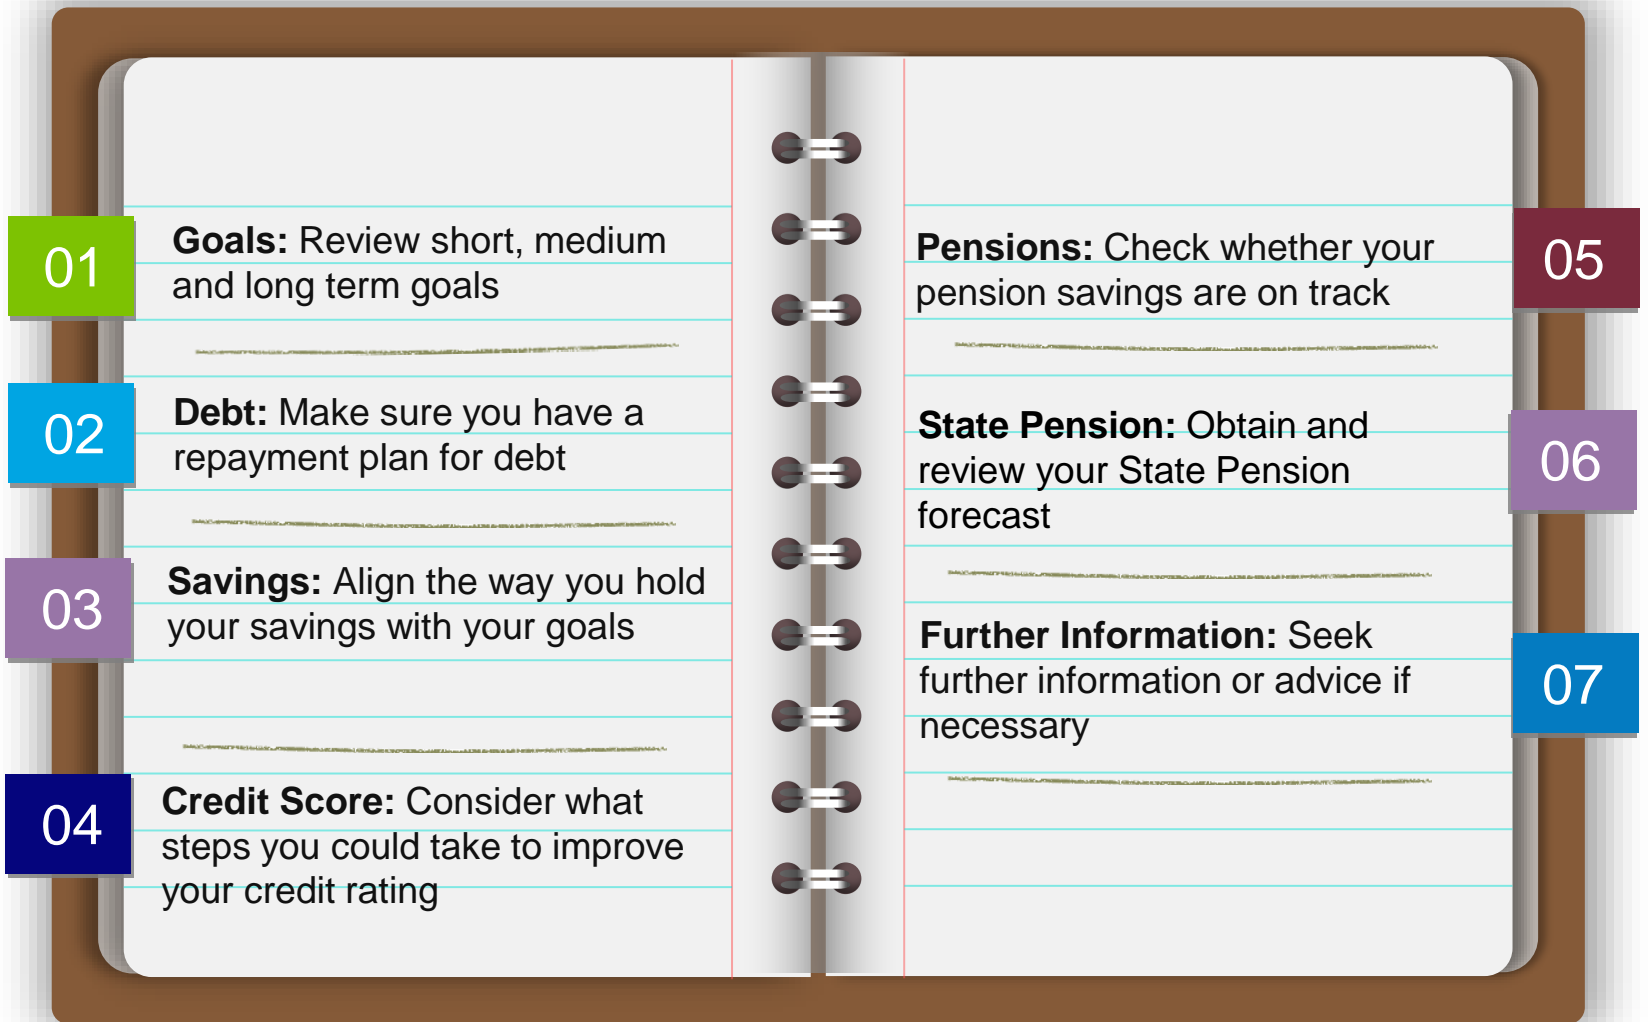 01
Goals: Review short, medium
and long term goals
02
Debt: Make sure you have a
repayment plan for debt
03
Savings: Align the way you hold
your savings with your goals
04
Credit Score: Consider what
steps you could take to improve
your credit rating
Pensions: Check whether your
pension savings are on track
05
State Pension: Obtain and
review your State Pension
forecast
06
Further Information: Seek
further information or advice if
necessary
07